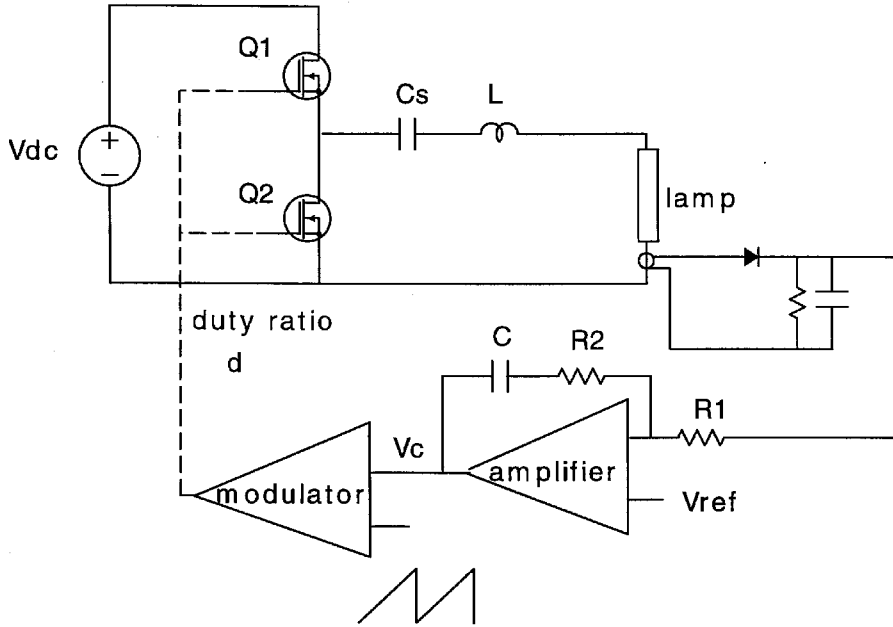 Q1
Cs
L
Vdc
+
−
Q2
lamp
duty ratio
d
C
R2
R1
Vc
amplifier
modulator
Vref